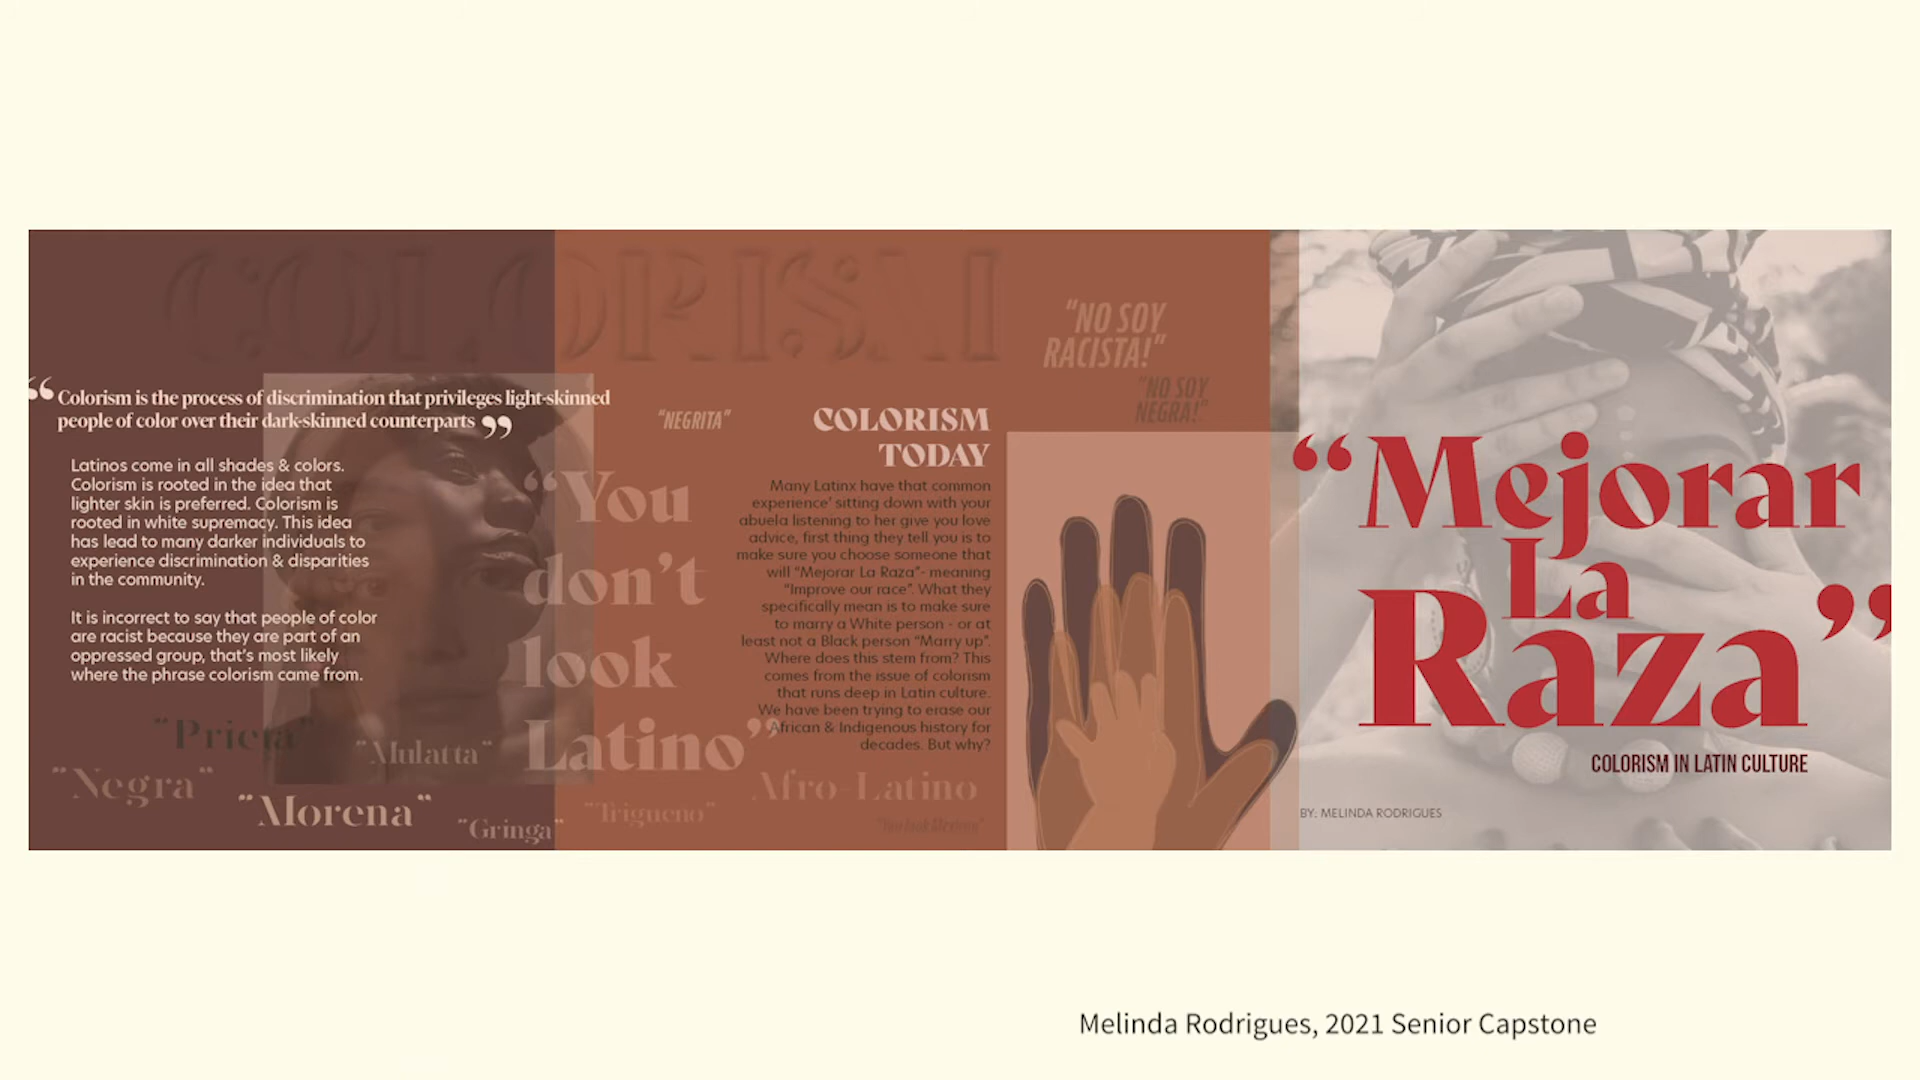 COLORISM
“Colorism is the process of discrimination that privileges light-skinned
people of color over their dark-skinned counterparts”
Latinos come in all shades & colors.
Colorism is rooted in the idea that
lighter skin is preferred. Colorism is
rooted in white supremacy. This idea
has lead to many darker individuals to
experience discrimination & disparities
in the community.
It is incorrect to say that people of color
are racist because they are part of an
oppressed group, that's most likely
where the phrase colorism came from.
"Prieta"
"Mulatta"
"Negra"
"Morena"
"Gringa"
“NEGRITA”
“You
don’t
look
Latino”
"Trigueno"
COLORISM
TODAY
Many Latinx have that common
experience' sitting down with your
abuela listening to her give you love
advice, first thing they tell you is to
make sure you choose someone that
will “Mejorar La Raza”- meaning
“Improve our race”. What they
specifically mean is to make sure
to marry a White person - or at
least not a Black person “Marry up”.
Where does this stem from? This
comes from the issue of colorism
that runs deep in Latin culture.
We have been trying to erase our
African & Indigenous history for
decades. But why?
Afro-Latino
“NO SOY
RACISTA!”
“NO SOY
NEGRA!”
“Mejorar
La
Raza”
COLORISM IN LATIN CULTURE
BY: MELINDA RODRIGUES
Melinda Rodrigues, 2021 Senior Capstone